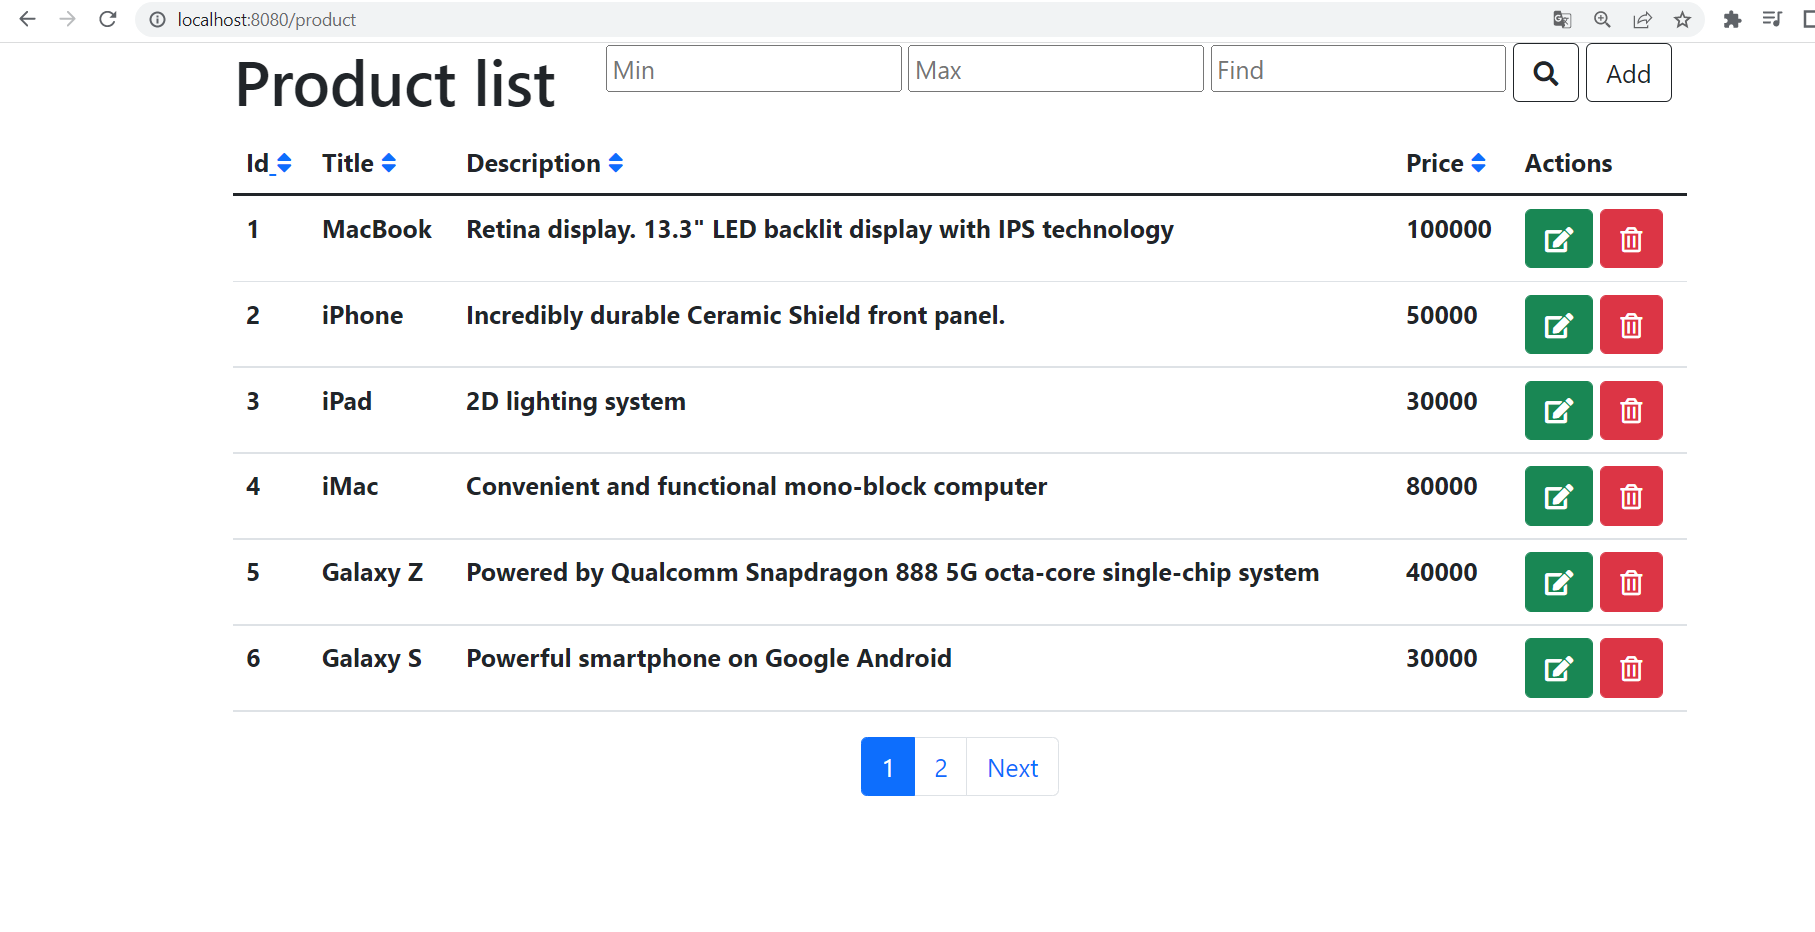 localhost:8080/product
Product list Min Max Find Add
Id Title Description Price Actions
1 MacBook Retina display. 13.3" LED backlit display with IPS technology 100000
2 iPhone Incredibly durable Ceramic Shield front panel. 50000
3 iPad 2D lighting system 30000
4 iMac Convenient and functional mono-block computer 80000
5 Galaxy Z Powered by Qualcomm Snapdragon 888 5G octa-core single-chip system 40000
6 Galaxy S Powerful smartphone on Google Android 30000
1 2 Next